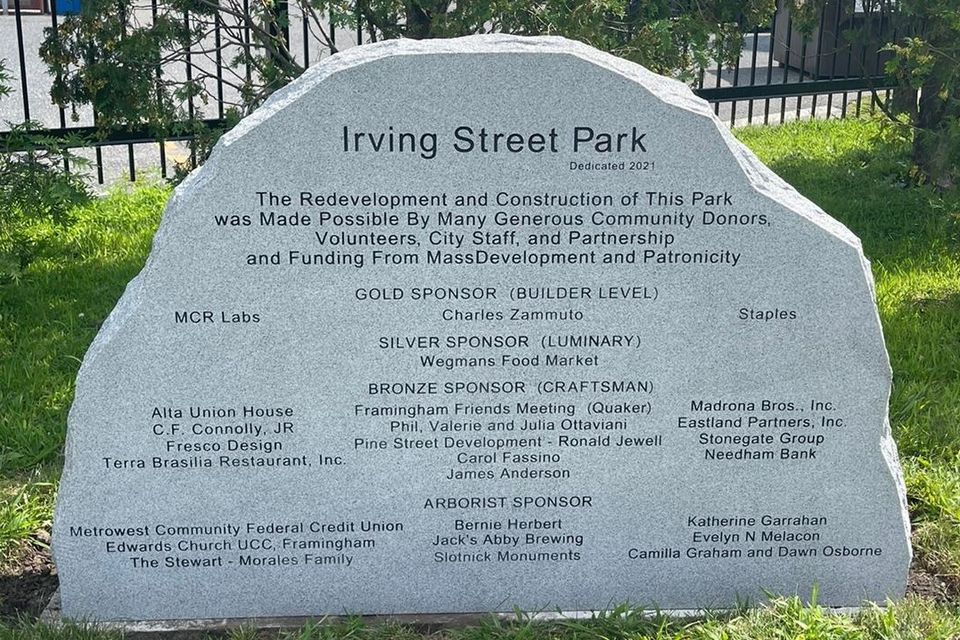 Irving Street Park
Dedicated 2021
The Redevelopment and Construction of This Park
was Made Possible By Many Generous Community Donors,
Volunteers, City Staff, and Partnership
and Funding From MassDevelopment and Patronicity
GOLD SPONSOR (BUILDER LEVEL)
MCR Labs
Charles Zammuto
Staples
SILVER SPONSOR (LUMINARY)
Wegmans Food Market
BRONZE SPONSOR (CRAFTSMAN)
Alta Union House
C.F. Connolly, JR
Fresco Design
Terra Brasilia Restaurant, Inc.
Framingham Friends Meeting (Quaker)
Phil, Valerie and Julia Ottaviani
Pine Street Development - Ronald Jewell
Carol Fassino
James Anderson
Madrona Bros., Inc.
Eastland Partners, Inc.
Stonegate Group
Needham Bank
ARBORIST SPONSOR
Metrowest Community Federal Credit Union
Edwards Church UCC, Framingham
The Stewart - Morales Family
Bernie Herbert
Jack's Abby Brewing
Slotnick Monuments
Katherine Garrahan
Evelyn N Melacon
Camilla Graham and Dawn Osborne